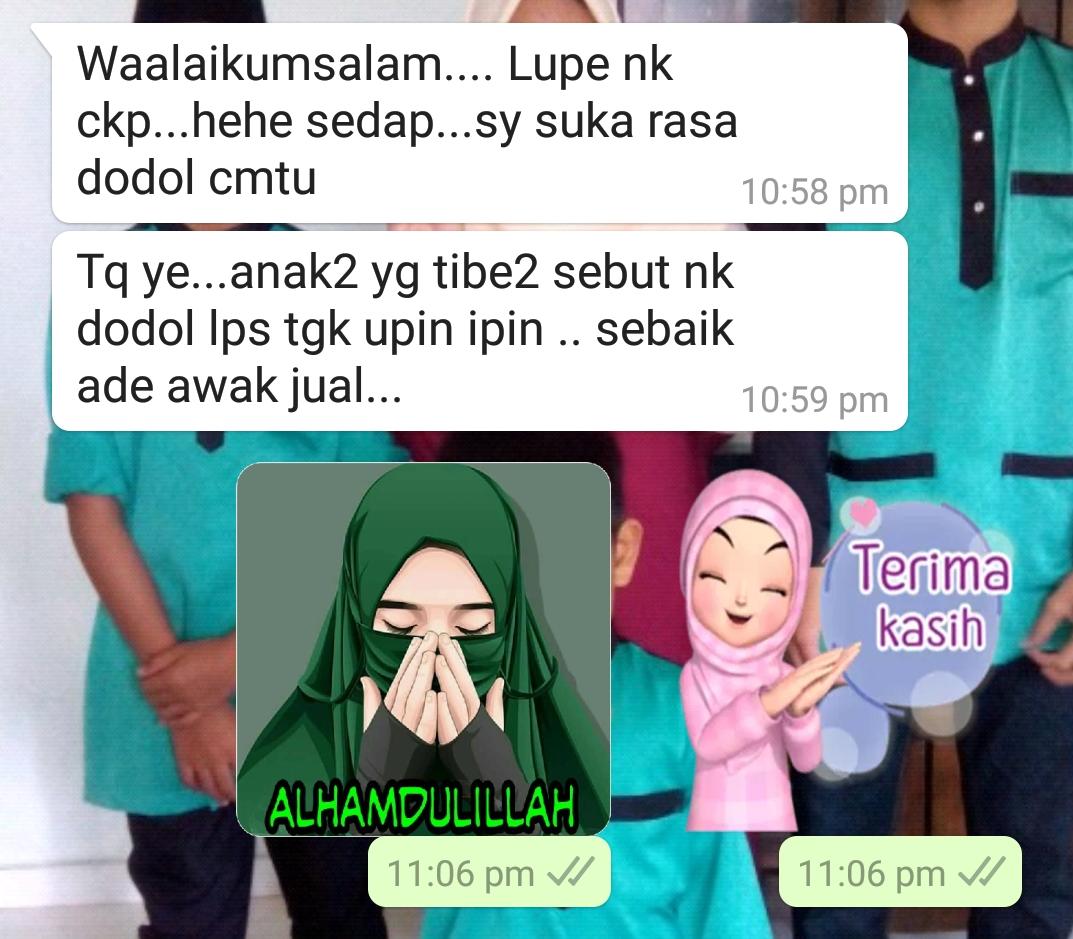 Waalaikumsalam.... Lupe nk
ckp...hehe sedap...sy suka rasa
dodol cmtu
10:58 pm
Tq ye...anak2 yg tibe2 sebut nk
dodol lps tgk upin ipin .. sebaik
ade awak jual...
10:59 pm
ALHAMDULILLAH
11:06 pm
Terima
kasih
11:06 pm